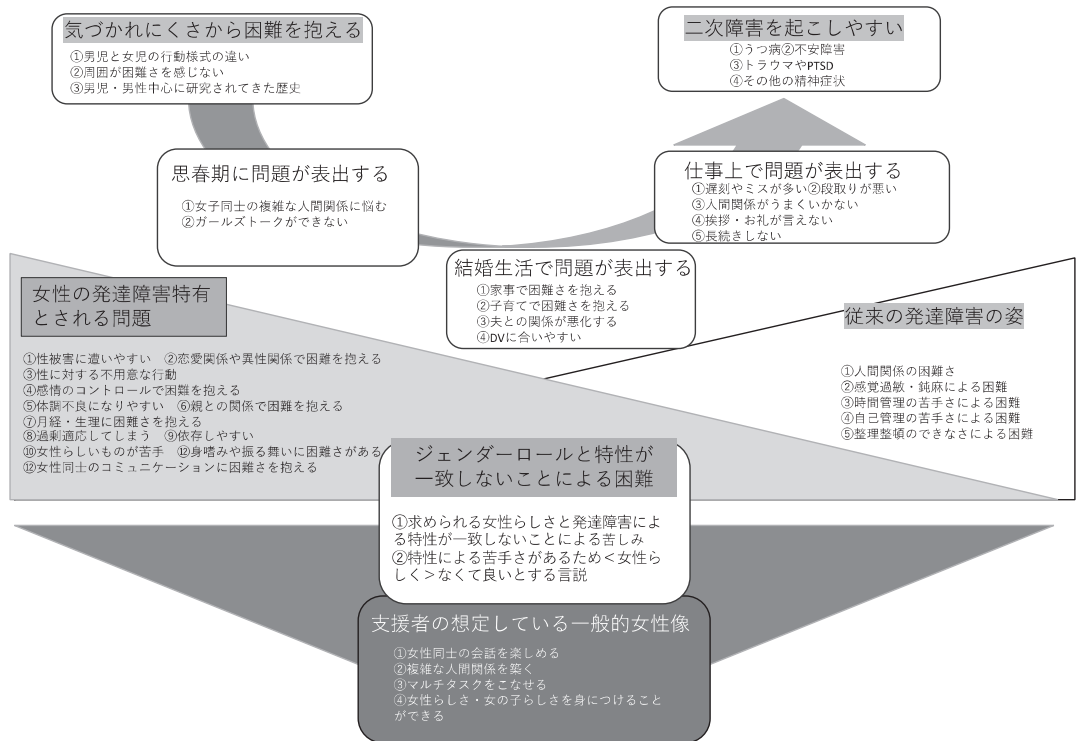 気づかれにくさから困難を抱える
①男児と女児の行動様式の違い
②周囲が困難さを感じない
③男児・男性中心に研究されてきた歴史
二次障害を起こしやすい
①うつ病②不安障害
③トラウマやPTSD
④その他の精神症状
思春期に問題が表出する
①女子同士の複雑な人間関係に悩む
②ガールズトークができない
仕事上で問題が表出する
①遅刻やミスが多い②段取りが悪い
③人間関係がうまくいかない
④挨拶・お礼が言えない
⑤長続きしない
結婚生活で問題が表出する
①家事で困難さを抱える
②子育てで困難さを抱える
③夫との関係が悪化する
④DVに合いやすい
女性の発達障害特有
とされる問題
①性被害に遭いやすい　②恋愛関係や異性関係で困難を抱える
③性に対する不用意な行動
④感情のコントロールで困難を抱える
⑤体調不良になりやすい　⑥親との関係で困難を抱える
⑦月経・生理に困難さを抱える
⑧過剰適応してしまう　⑨依存しやすい
⑩女性らしいものが苦手　⑫身嗜みや振る舞いに困難さがある
⑫女性同士のコミュニケーションに困難さを抱える
従来の発達障害の姿
①人間関係の困難さ
②感覚過敏・鈍麻による困難
③時間管理の苦手さによる困難
④自己管理の苦手さによる困難
⑤整理整頓のできなさによる困難
ジェンダーロールと特性が
一致しないことによる困難
①求められる女性らしさと発達障害によ
る特性が一致しないことによる苦しみ
②特性による苦手さがあるため＜女性ら
しく＞なくて良いとする言説
支援者の想定している一般的女性像
①女性同士の会話を楽しめる
②複雑な人間関係を築く
③マルチタスクをこなせる
④女性らしさ・女の子らしさを身につけること
ができる